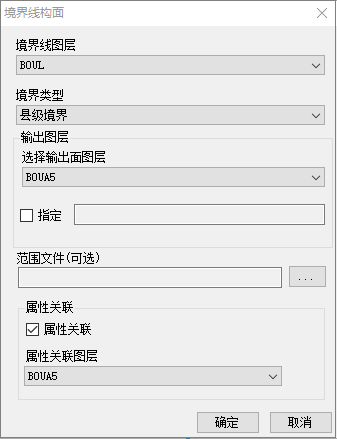 境界线构面
境界线图层
BOUL
境界类型
县级境界
输出图层
选择输出面图层
BOUA5
指定
范围文件(可选)
...
属性关联
属性关联
属性关联图层
BOUA5
确定
取消